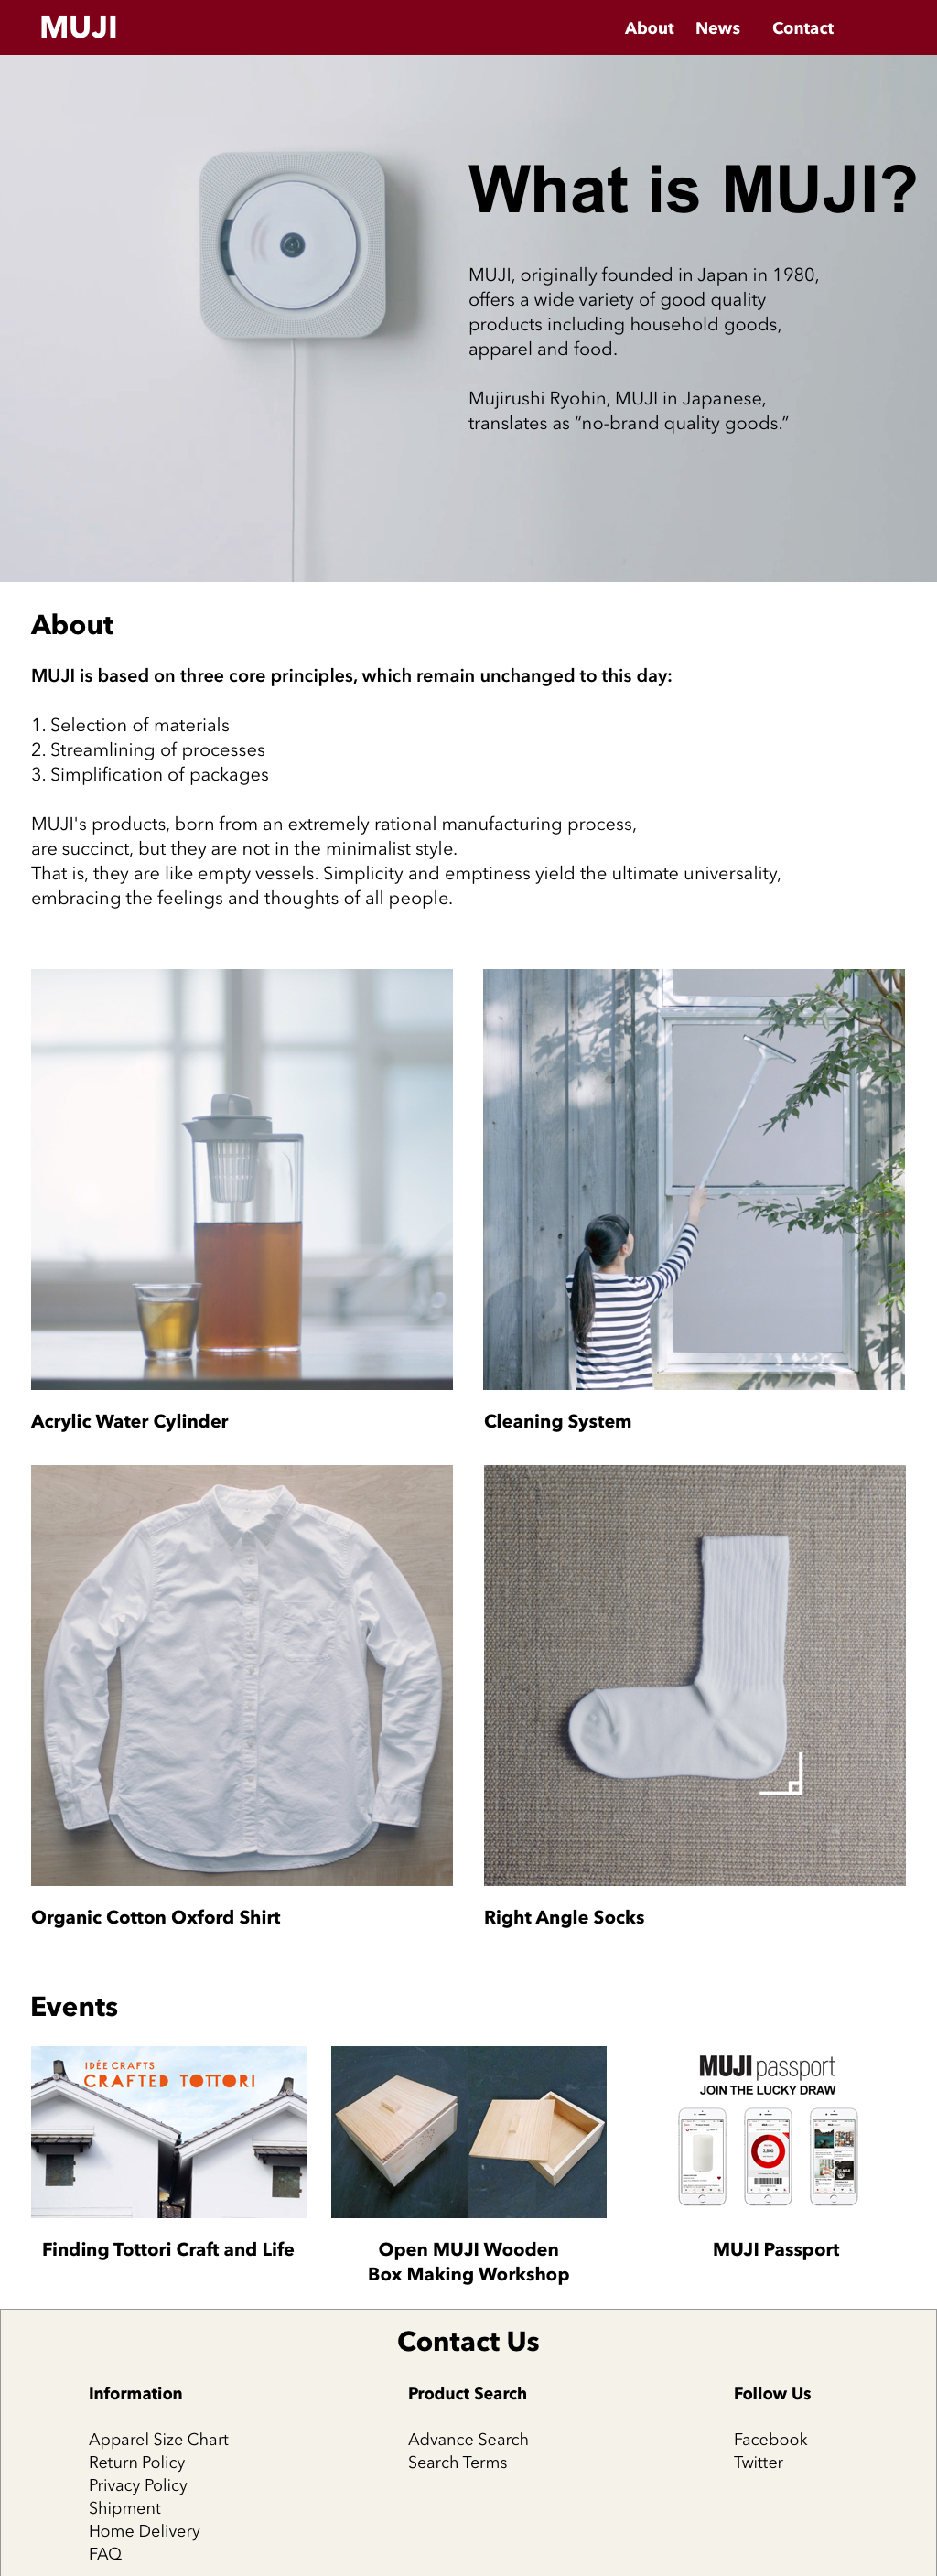 MUJI
About News Contact
What is MUJI?
MUJI, originally founded in Japan in 1980,
offers a wide variety of good quality
products including household goods,
apparel and food.
Mujirushi Ryohin, MUJI in Japanese,
translates as “no-brand quality goods.”
About
MUJI is based on three core principles, which remain unchanged to this day:
1. Selection of materials
2. Streamlining of processes
3. Simplification of packages
MUJI's products, born from an extremely rational manufacturing process,
are succinct, but they are not in the minimalist style.
That is, they are like empty vessels. Simplicity and emptiness yield the ultimate universality,
embracing the feelings and thoughts of all people.
Acrylic Water Cylinder
Cleaning System
Organic Cotton Oxford Shirt
Right Angle Socks
Events
IDÉE CRAFTS
CRAFTED TOTTORI
MUJI passport
JOIN THE LUCKY DRAW
Finding Tottori Craft and Life
Open MUJI Wooden
Box Making Workshop
MUJI Passport
Contact Us
Information
Apparel Size Chart
Return Policy
Privacy Policy
Shipment
Home Delivery
FAQ
Product Search
Advance Search
Search Terms
Follow Us
Facebook
Twitter